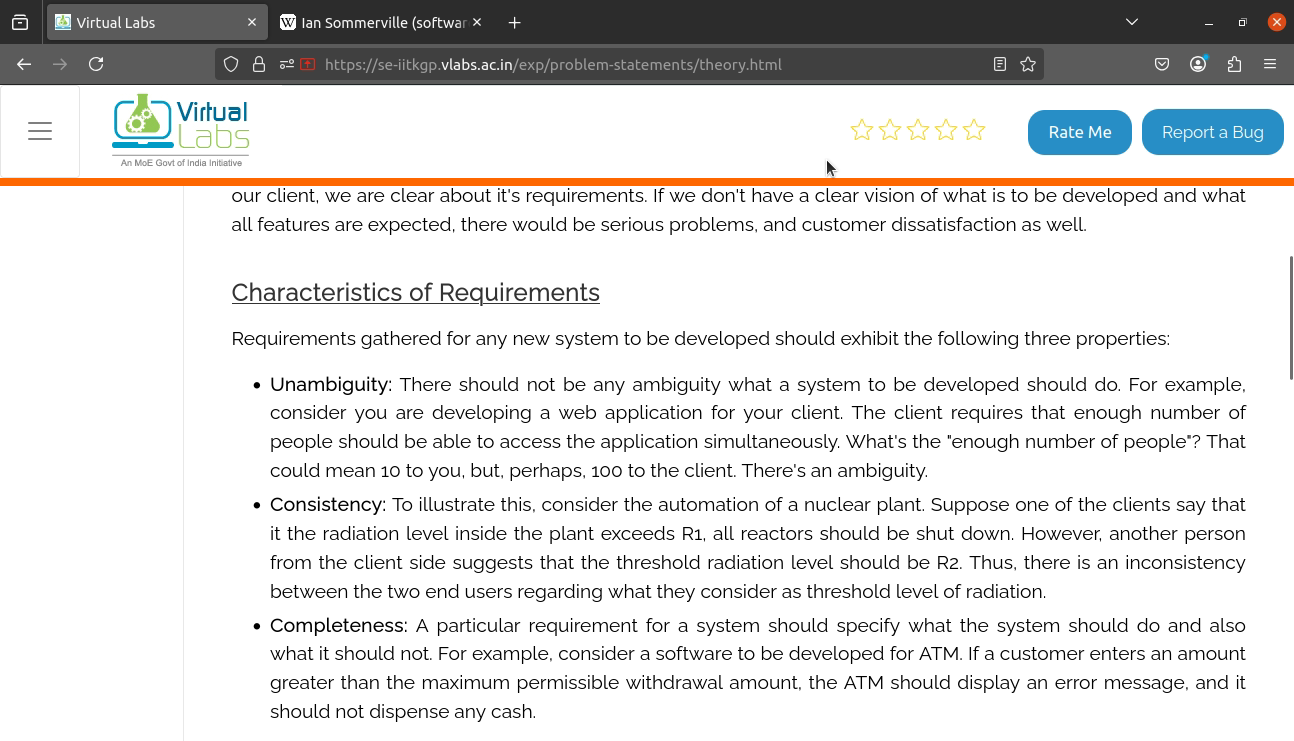 Virtual Labs
Ian Sommerville (softwar
https://se-iitkgp.vlabs.ac.in/exp/problem-statements/theory.html
Virtual
Labs
An MoE Govt of India Initiative
Rate Me
Report a Bug
our client, we are clear about it's requirements. If we don't have a clear vision of what is to be developed and what
all features are expected, there would be serious problems, and customer dissatisfaction as well.
Characteristics of Requirements
Requirements gathered for any new system to be developed should exhibit the following three properties:
• Unambiguity: There should not be any ambiguity what a system to be developed should do. For example,
consider you are developing a web application for your client. The client requires that enough number of
people should be able to access the application simultaneously. What's the "enough number of people"? That
could mean 10 to you, but, perhaps, 100 to the client. There's an ambiguity.
• Consistency: To illustrate this, consider the automation of a nuclear plant. Suppose one of the clients say that
it the radiation level inside the plant exceeds R1, all reactors should be shut down. However, another person
from the client side suggests that the threshold radiation level should be R2. Thus, there is an inconsistency
between the two end users regarding what they consider as threshold level of radiation.
• Completeness: A particular requirement for a system should specify what the system should do and also
what it should not. For example, consider a software to be developed for ATM. If a customer enters an amount
greater than the maximum permissible withdrawal amount, the ATM should display an error message, and it
should not dispense any cash.